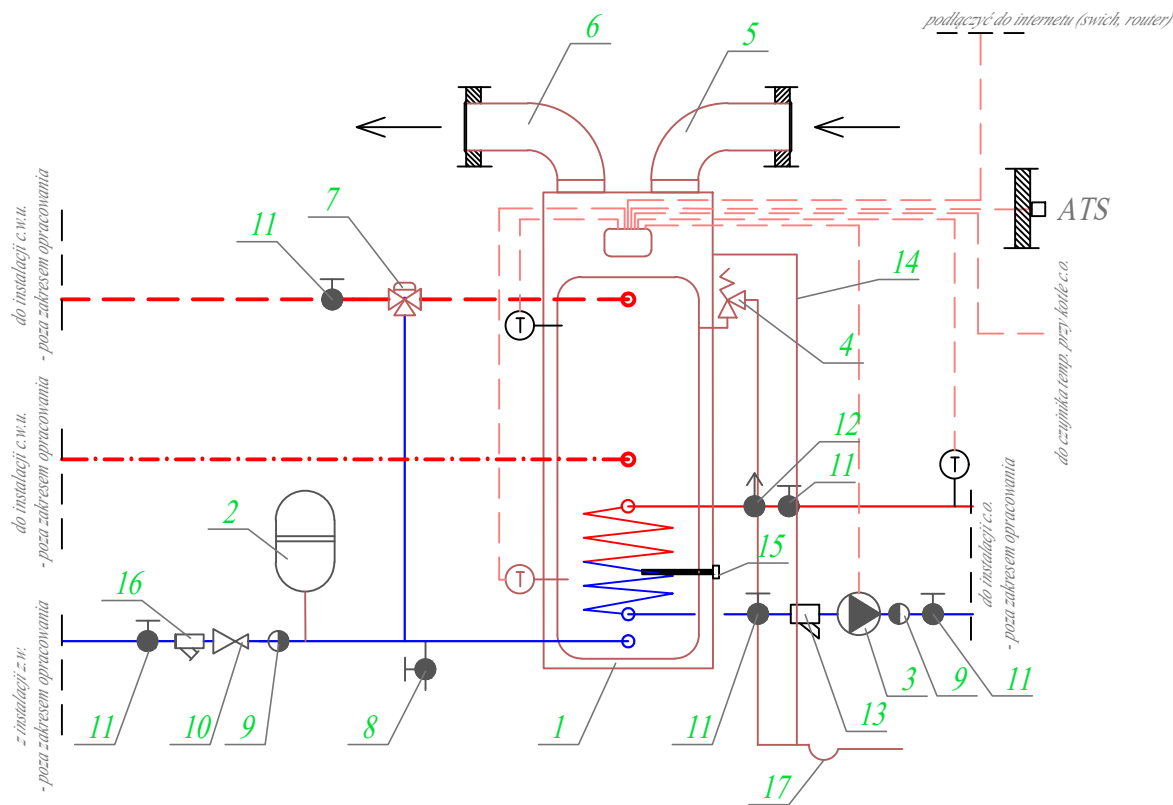 podłączyć do internetu (swich, router)
6
5
ATS
7
11
do instalacji c.w.u.
- poza zakresem opracowania
14
4
do czujnika temp. przy kotle c.o.
12
11
T
T
do instalacji c.w.u.
- poza zakresem opracowania
2
15
T
do instalacji c.o.
- poza zakresem opracowania
16
z instalacji z.w.
- poza zakresem opracowania
11
10
9
8
1
11
13
3
9
11
17